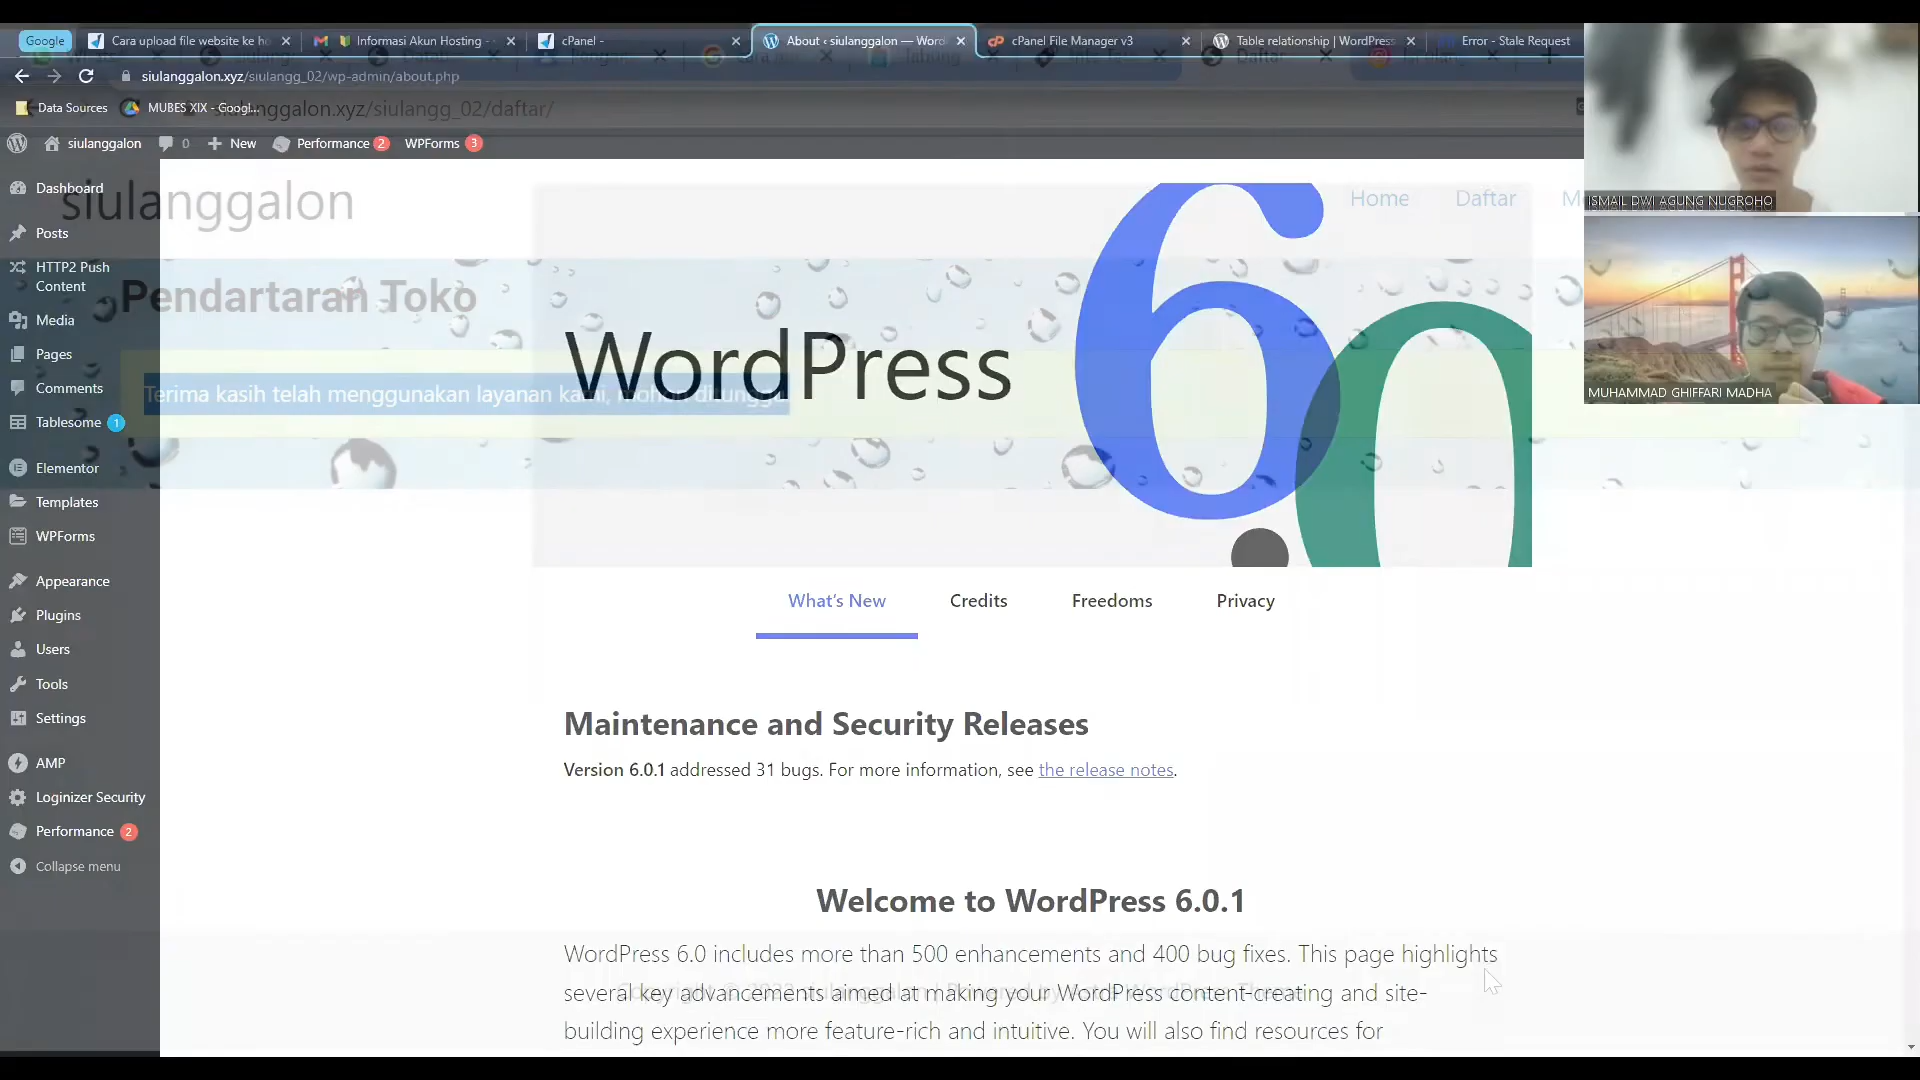 Google
Cara upload file website ke ho
Informasi Akun Hosting -
cPanel -
About ‹ siulanggalon — Word
cPanel File Manager v3
Table relationship | WordPress
Error - Stale Request
siulanggalon.xyz/siulangg_02/wp-admin/about.php
Data Sources
MUBES XIX - Googl...
siulanggalon.xyz/siulangg_02/daftar/
siulanggalon
0
New
Performance 2
WPForms 3
Dashboard
Posts
HTTP2 Push
Content
Media
Pages
Comments
Tablesome 1
Elementor
Templates
WPForms
Appearance
Plugins
Users
Tools
Settings
AMP
Loginizer Security
Performance 2
Collapse menu
siulanggalon
Home
Daftar
Pendartaran Toko
Terima kasih telah menggunakan layanan kami, mohon ditunggu
WordPress
6.0
What's New
Credits
Freedoms
Privacy
Maintenance and Security Releases
Version 6.0.1 addressed 31 bugs. For more information, see the release notes.
Welcome to WordPress 6.0.1
WordPress 6.0 includes more than 500 enhancements and 400 bug fixes. This page highlights
several key advancements aimed at making your WordPress content-creating and site-
building experience more feature-rich and intuitive. You will also find resources for
ISMAIL DWI AGUNG NUGROHO
MUHAMMAD GHIFFARI MADHA